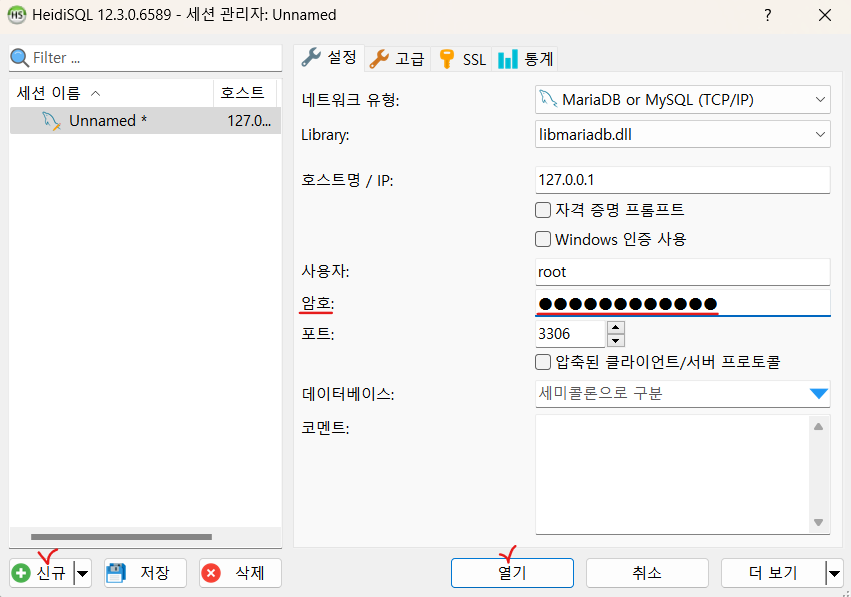 HeidiSQL 12.3.0.6589 - 세션 관리자: Unnamed
Filter ...
세션 이름 호스트
Unnamed * 127.0...
설정 고급 SSL 통계
네트워크 유형: MariaDB or MySQL (TCP/IP)
Library: libmariadb.dll
호스트명 / IP: 127.0.0.1
자격 증명 프롬프트
Windows 인증 사용
사용자: root
암호: ●●●●●●●●●●●●
포트: 3306
압축된 클라이언트/서버 프로토콜
데이터베이스: 세미콜론으로 구분
코멘트:
신규 저장 삭제 열기 취소 더 보기